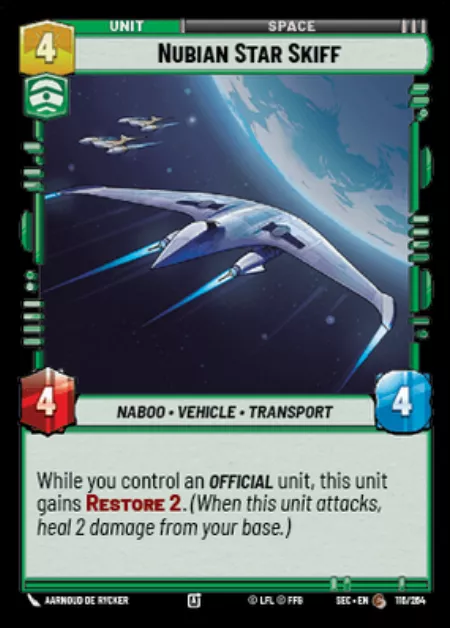 UNIT
SPACE
4
NUBIAN STAR SKIFF
4
NABOO • VEHICLE • TRANSPORT
4
While you control an OFFICIAL unit, this unit
gains RESTORE 2. (When this unit attacks,
heal 2 damage from your base.)
AARNOUD DE RYCKER
A
© LFL © FFG
SEC • EN
116/264